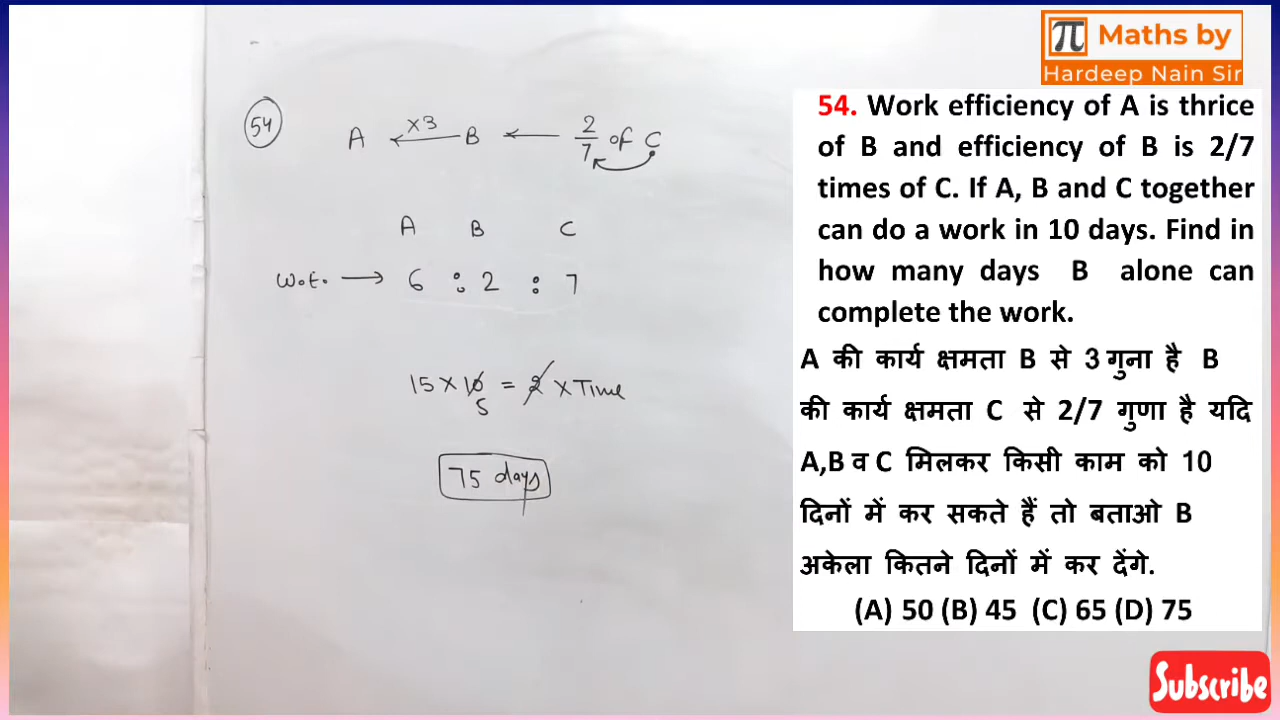 π Maths by
Hardeep Nain Sir
54
A ←×3 B ← 2/7 of C
A B C
W.t. → 6 : 2 : 7
15 × 10 = 2 × Time
5
75 days
54. Work efficiency of A is thrice
of B and efficiency of B is 2/7
times of C. If A, B and C together
can do a work in 10 days. Find in
how many days B alone can
complete the work.
A की कार्य क्षमता B से 3 गुना है B
की कार्य क्षमता C से 2/7 गुणा है यदि
A,B व C मिलकर किसी काम को 10
दिनों में कर सकते हैं तो बताओ B
अकेला कितने दिनों में कर देंगे.
(A) 50 (B) 45 (C) 65 (D) 75
Subscribe